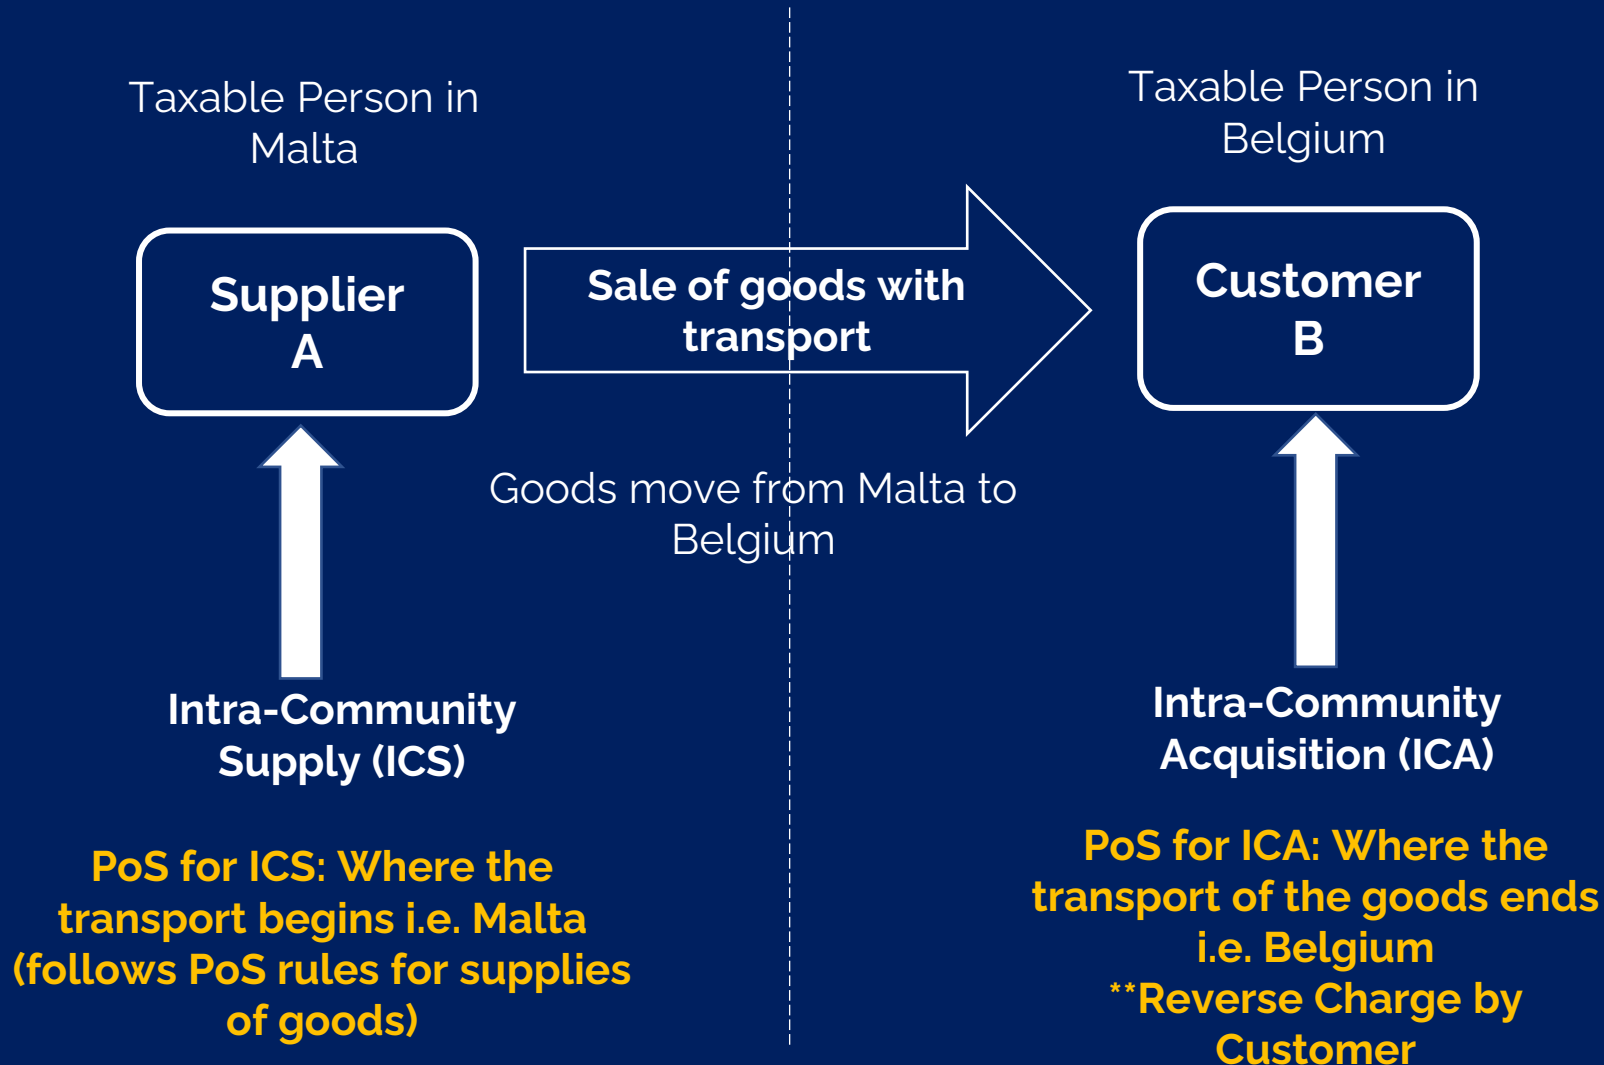 Taxable Person in
Malta
Taxable Person in
Belgium
Supplier
A
Sale of goods with
transport
Customer
B
Goods move from Malta to
Belgium
Intra-Community
Supply (ICS)
Intra-Community
Acquisition (ICA)
PoS for ICS: Where the
transport begins i.e. Malta
(follows PoS rules for supplies
of goods)
PoS for ICA: Where the
transport of the goods ends
i.e. Belgium
**Reverse Charge by
Customer